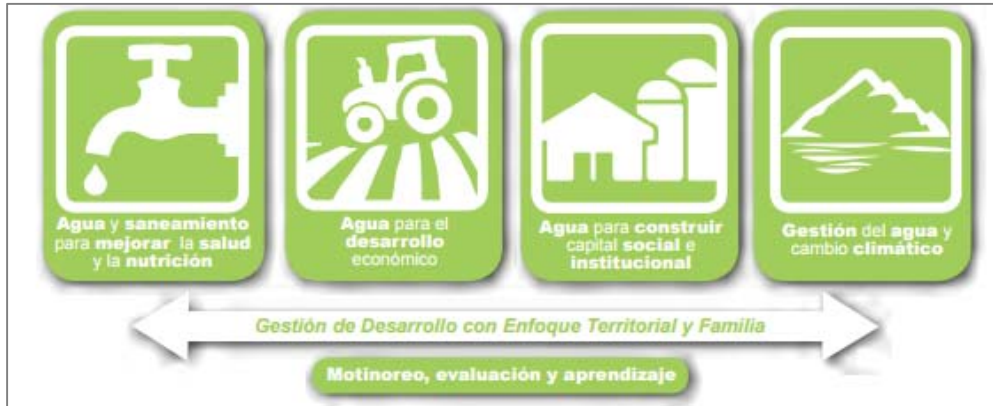 Agua y saneamiento
para mejorar la salud
y la nutrición
Agua para el
desarrollo
económico
Agua para construir
capital social e
institucional
Gestión del agua y
cambio climático
Gestión de Desarrollo con Enfoque Territorial y Familia
Motinoreo, evaluación y aprendizaje